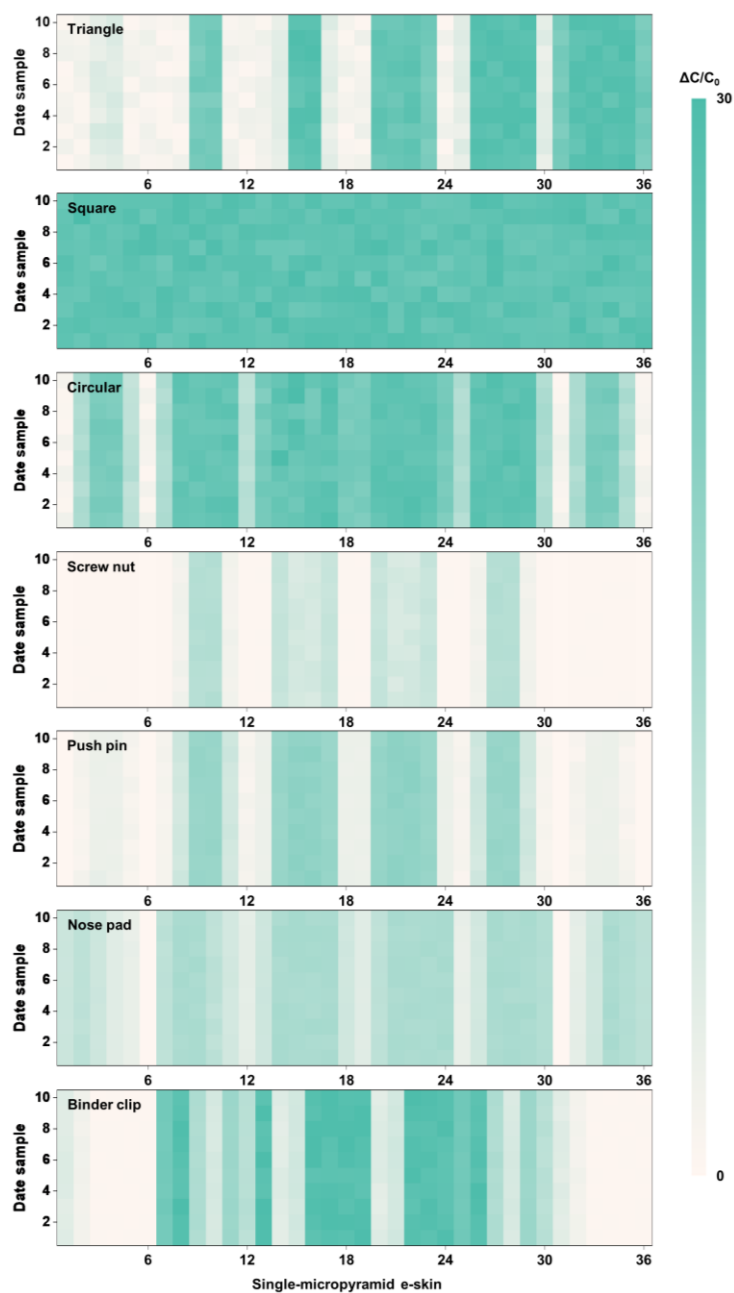 Triangle
Date sample
10
8
6
4
2
6 12 18 24 30 36
ΔC/C₀
30
0
Square
Date sample
10
8
6
4
2
6 12 18 24 30 36
Circular
Date sample
10
8
6
4
2
6 12 18 24 30 36
Screw nut
Date sample
10
8
6
4
2
6 12 18 24 30 36
Push pin
Date sample
10
8
6
4
2
6 12 18 24 30 36
Nose pad
Date sample
10
8
6
4
2
6 12 18 24 30 36
Binder clip
Date sample
10
8
6
4
2
6 12 18 24 30 36
Single-micropyramid e-skin